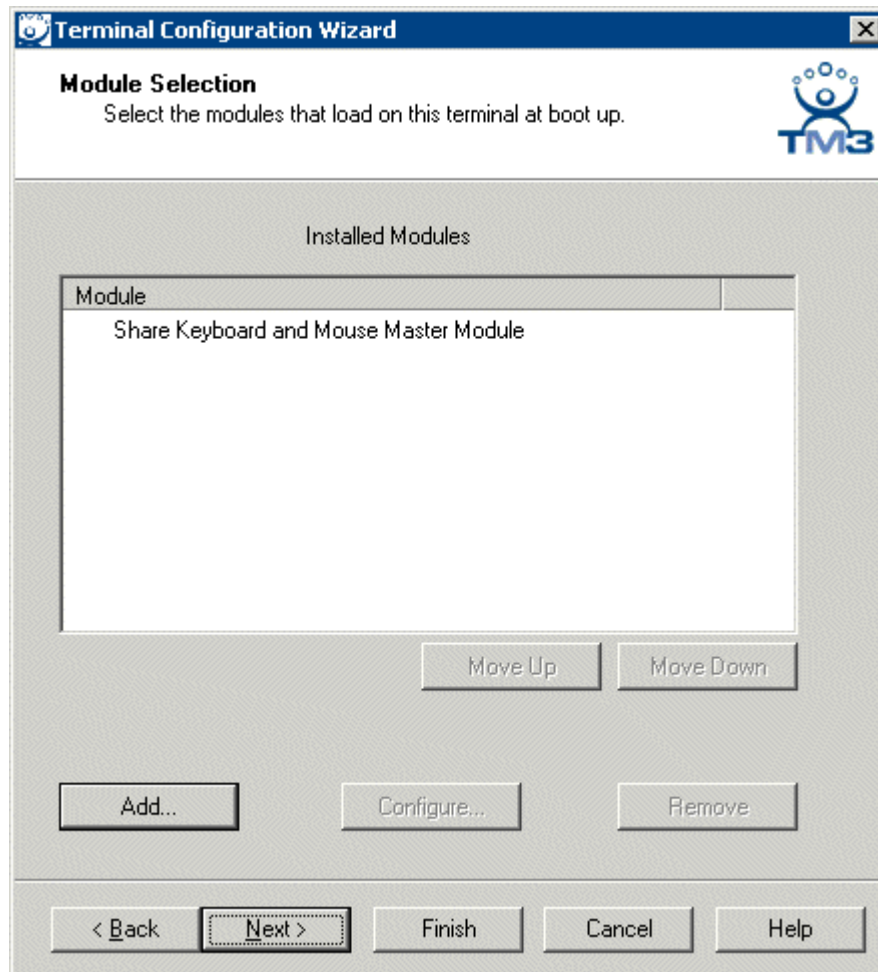 Terminal Configuration Wizard
Module Selection
Select the modules that load on this terminal at boot up.
TM3
Installed Modules
Module
Share Keyboard and Mouse Master Module
Move Up
Move Down
Add...
Configure...
Remove
< Back
Next >
Finish
Cancel
Help